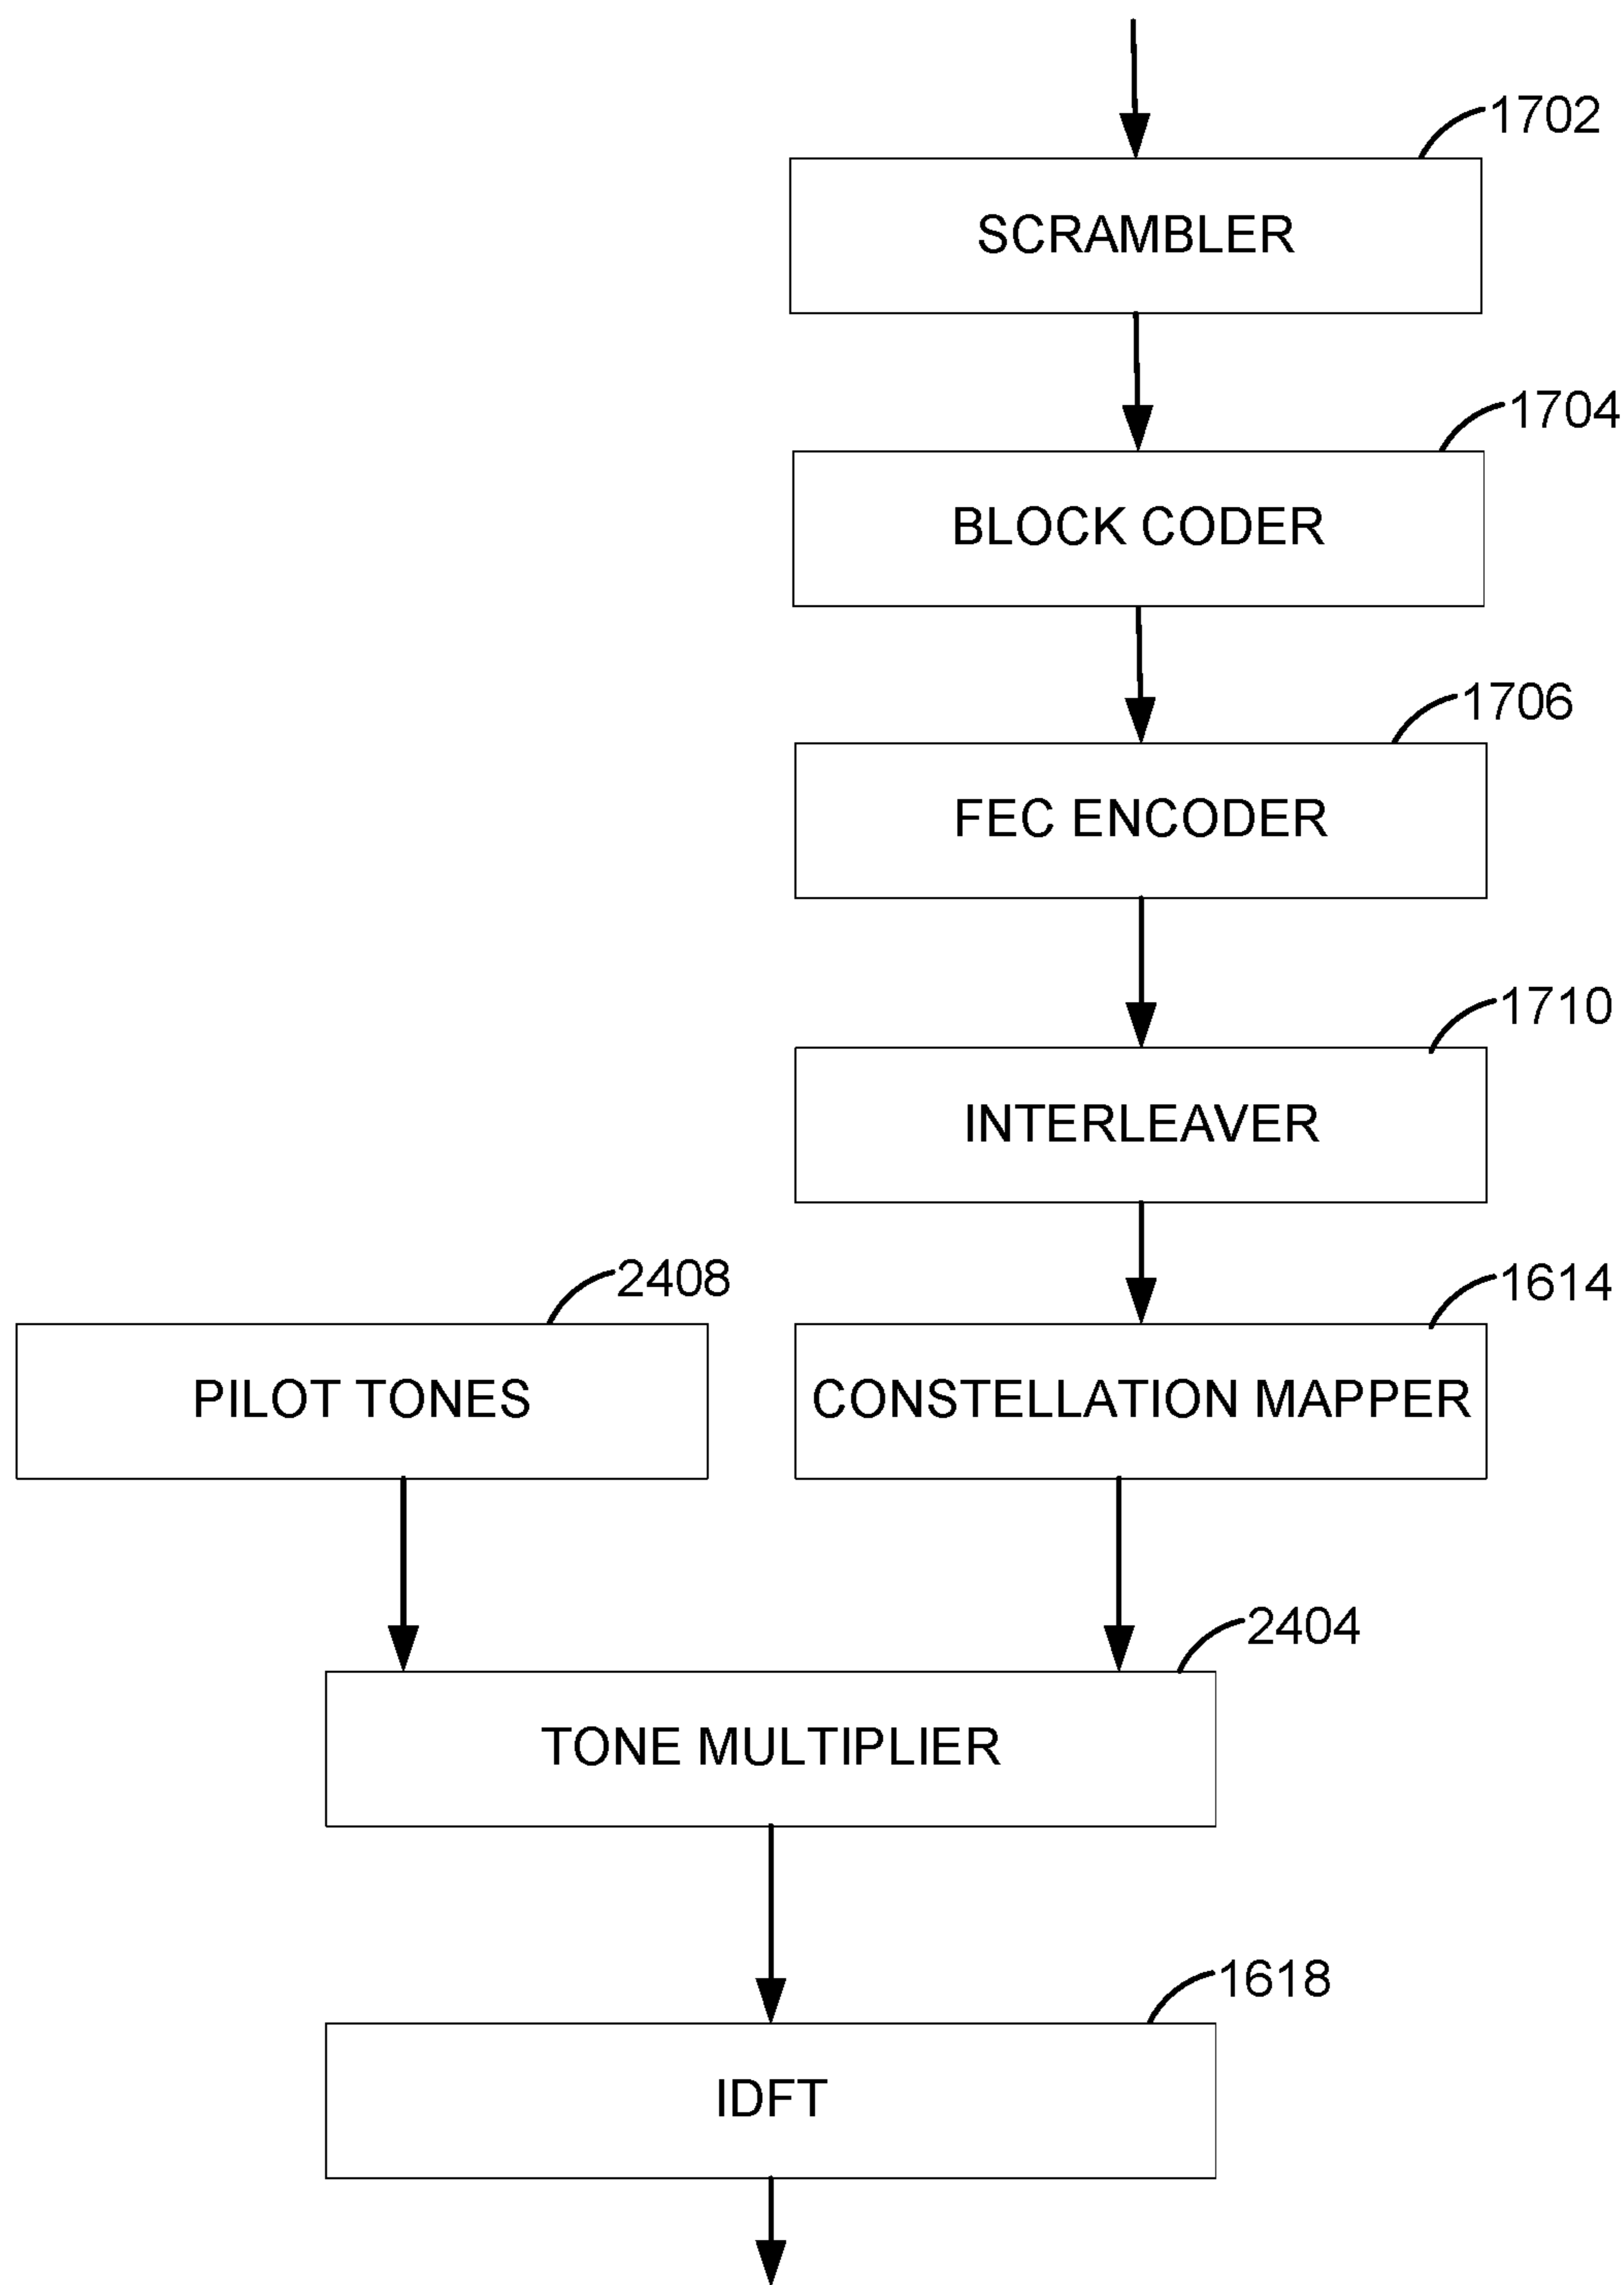 1702
SCRAMBLER
1704
BLOCK CODER
1706
FEC ENCODER
1710
INTERLEAVER
2408
1614
PILOT TONES
CONSTELLATION MAPPER
2404
TONE MULTIPLIER
1618
IDFT